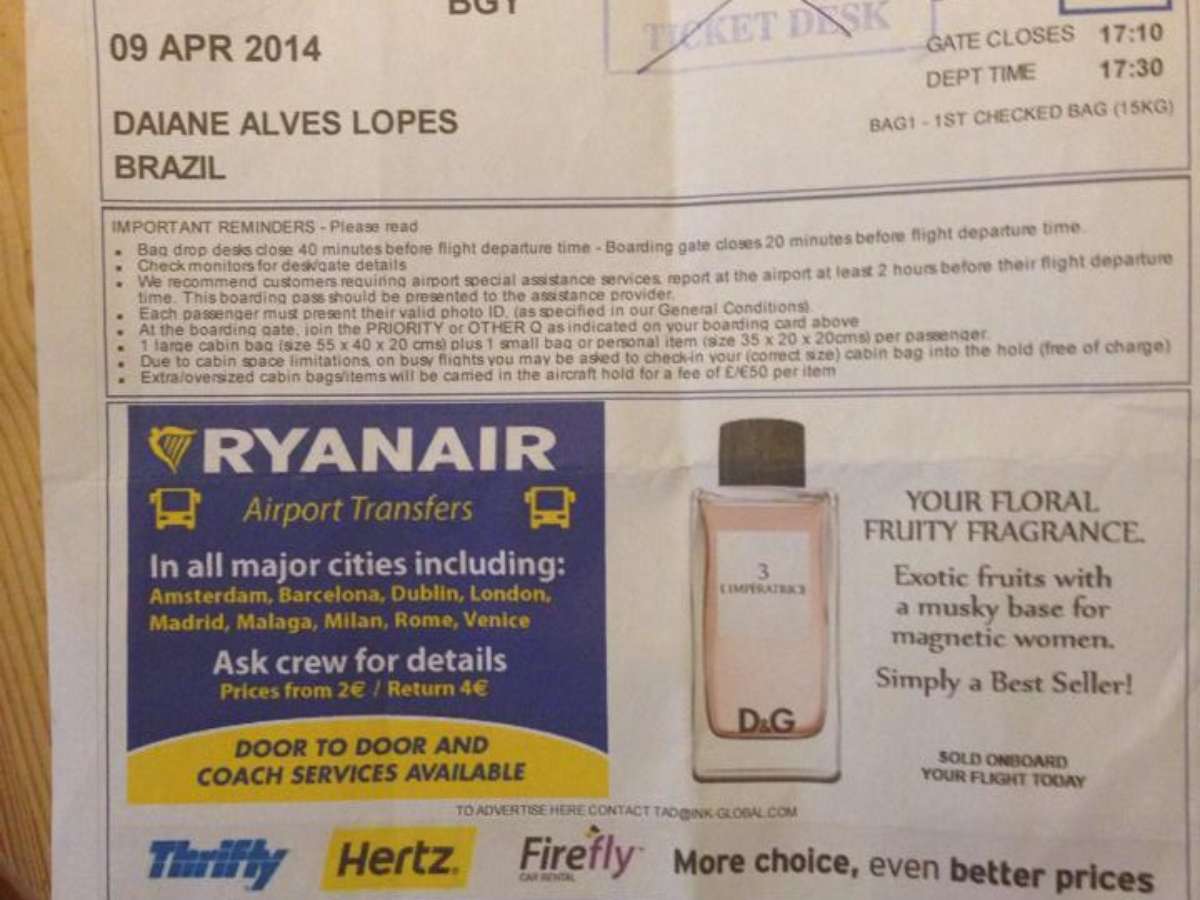 BGY
TICKET DESK
09 APR 2014
GATE CLOSES 17:10
DEPT TIME 17:30
DAIANE ALVES LOPES
BAG1 - 1ST CHECKED BAG (15KG)
BRAZIL
IMPORTANT REMINDERS - Please read
Bag drop desks close 40 minutes before flight departure time - Boarding gate closes 20 minutes before flight departure time.
Check monitors for desk/gate details
We recommend customers requiring airport special assistance services, report at the airport at least 2 hours before their flight departure
time. This boarding pass should be presented to the assistance provider.
Each passenger must present their valid photo ID, (as specified in our General Conditions).
At the boarding gate, join the PRIORITY or OTHER Q as indicated on your boarding card above
1 large cabin bag (size 55 x 40 x 20 cms) plus 1 small bag or personal item (size 35 x 20 x 20cms) per passenger.
Due to cabin space limitations, on busy flights you may be asked to check-in your (correct size) cabin bag into the hold (free of charge)
Extra/oversized cabin bags/items will be carried in the aircraft hold for a fee of £/€50 per item
RYANAIR
Airport Transfers
In all major cities including:
Amsterdam, Barcelona, Dublin, London,
Madrid, Malaga, Milan, Rome, Venice
Ask crew for details
Prices from 2€ / Return 4€
DOOR TO DOOR AND
COACH SERVICES AVAILABLE
3
L'IMPÉRATRICE
D&G
YOUR FLORAL
FRUITY FRAGRANCE.
Exotic fruits with
a musky base for
magnetic women.
Simply a Best Seller!
SOLD ONBOARD
YOUR FLIGHT TODAY
TO ADVERTISE HERE CONTACT TAD@INK-GLOBAL.COM
Thrifty
Hertz.
Firefly
CAR RENTAL
More choice, even better prices